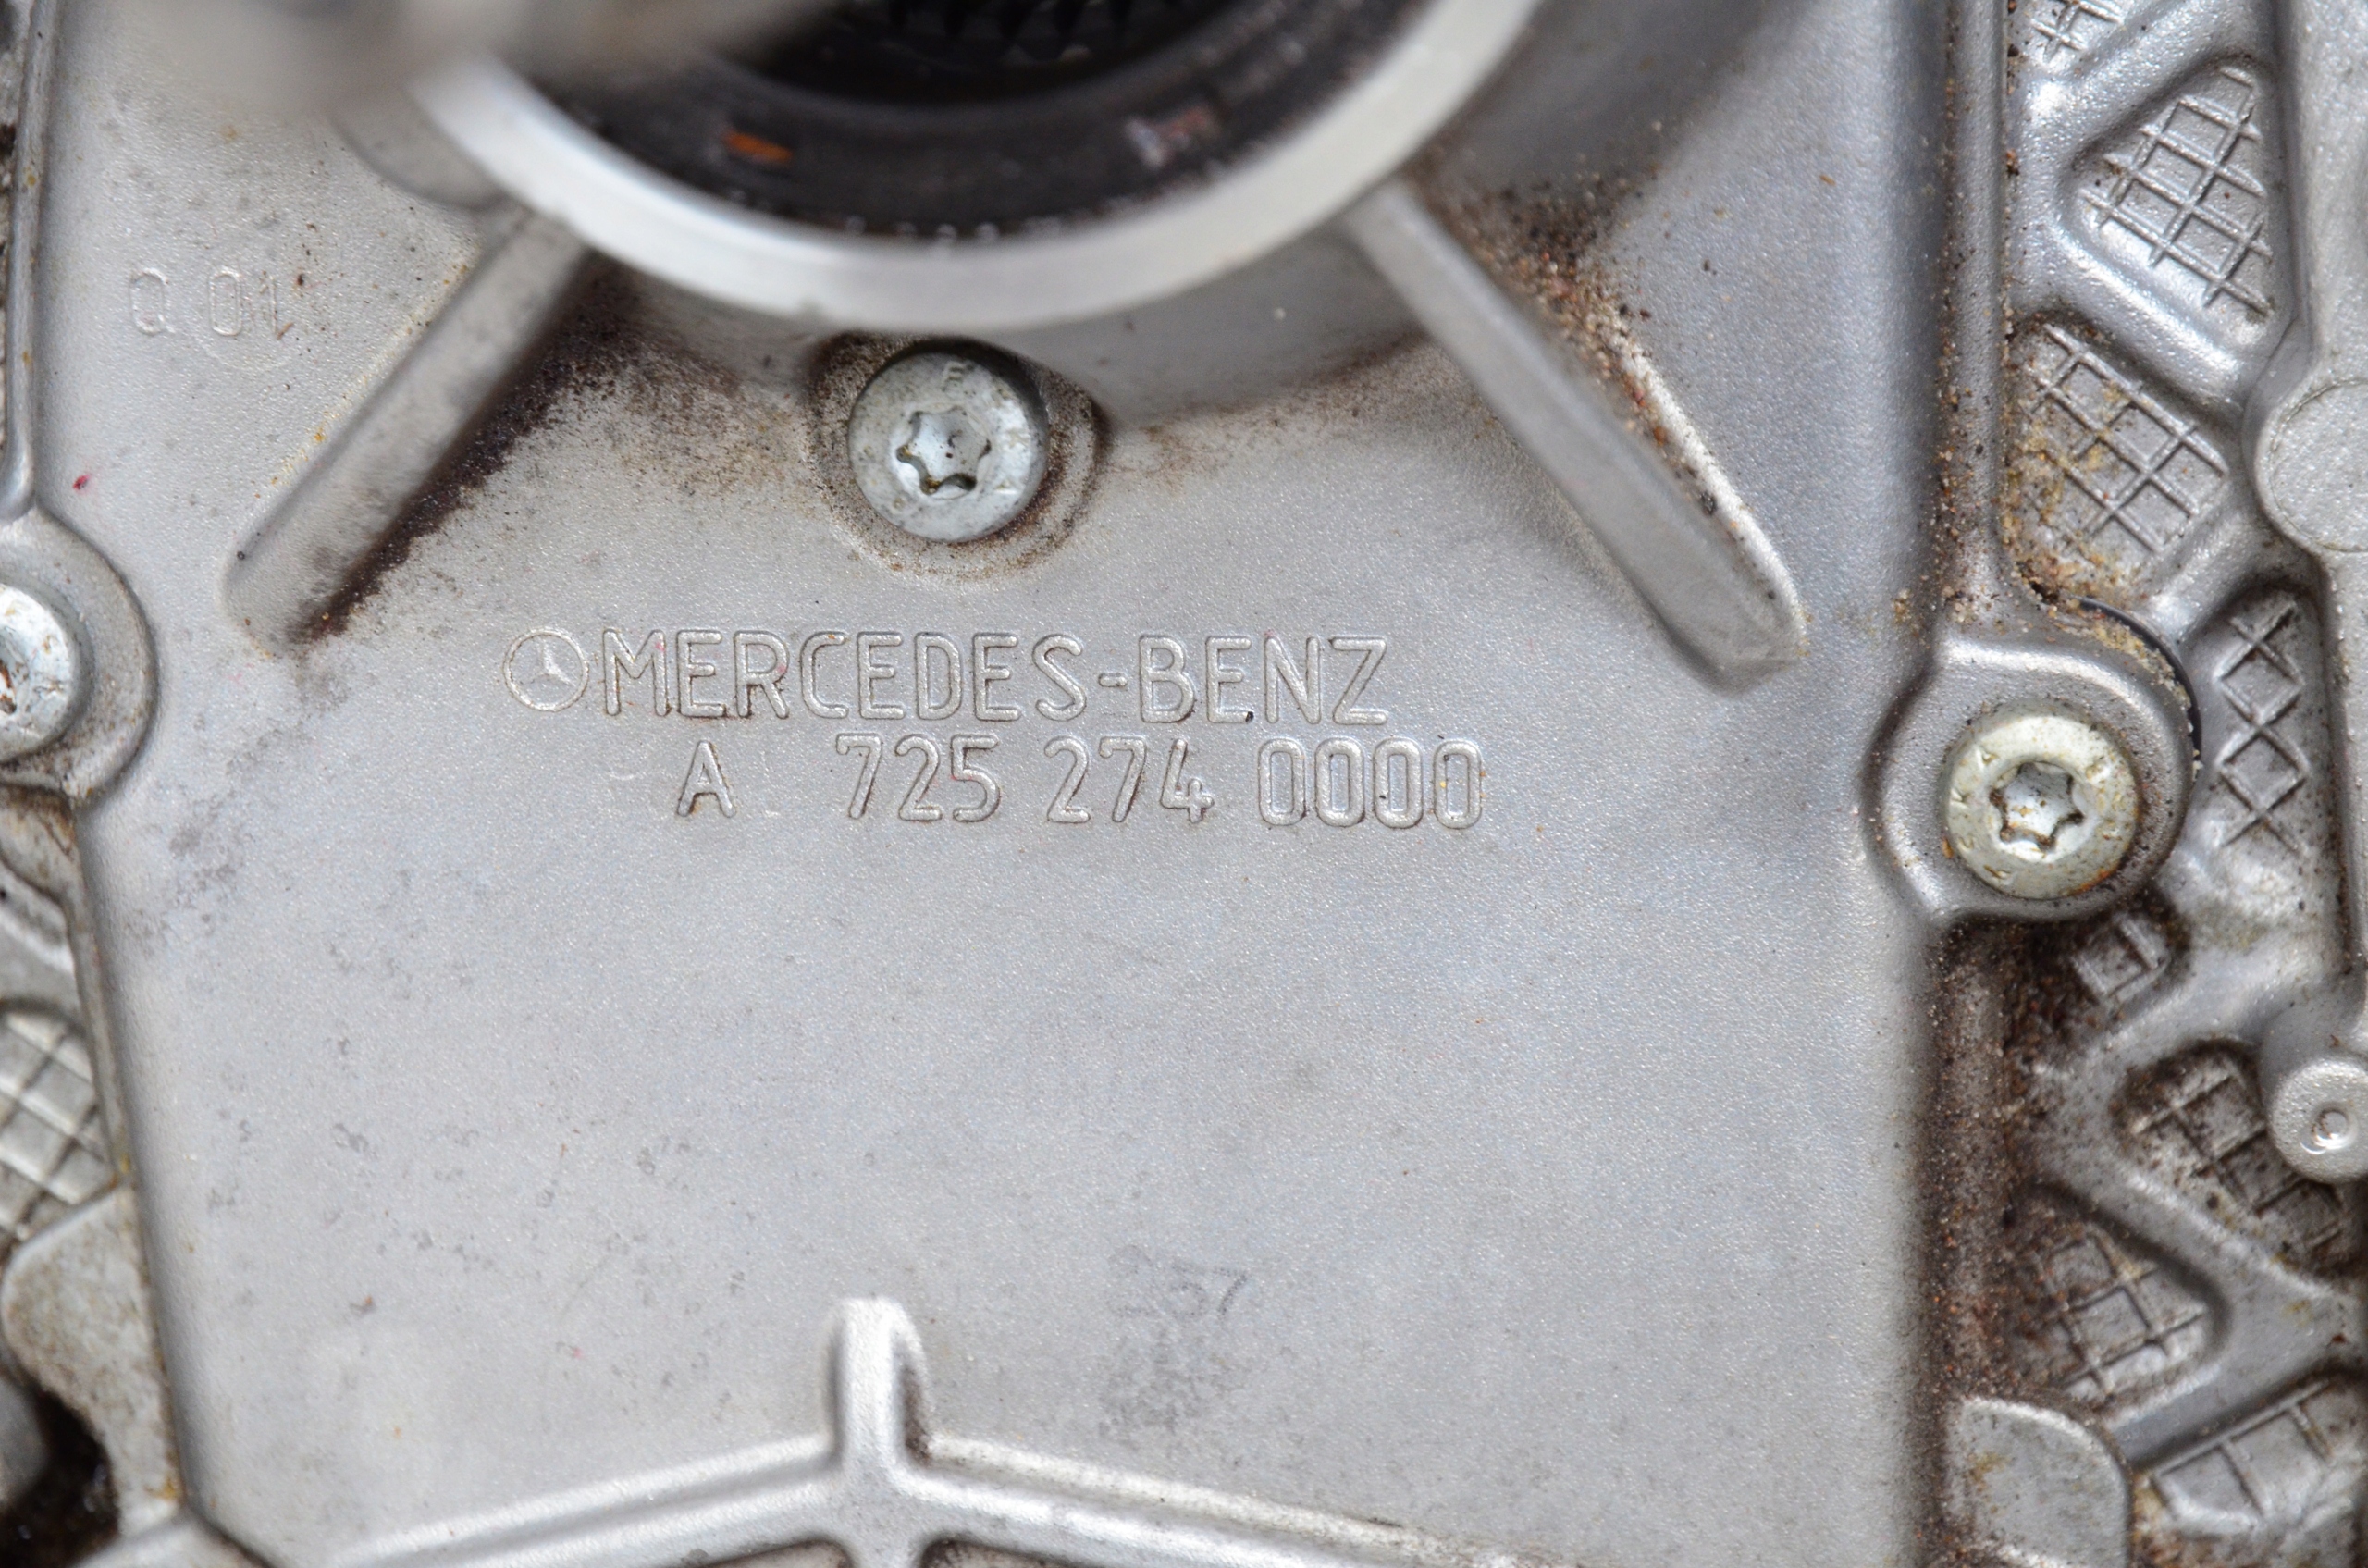 Q 01
MERCEDES-BENZ
A 725 274 0000